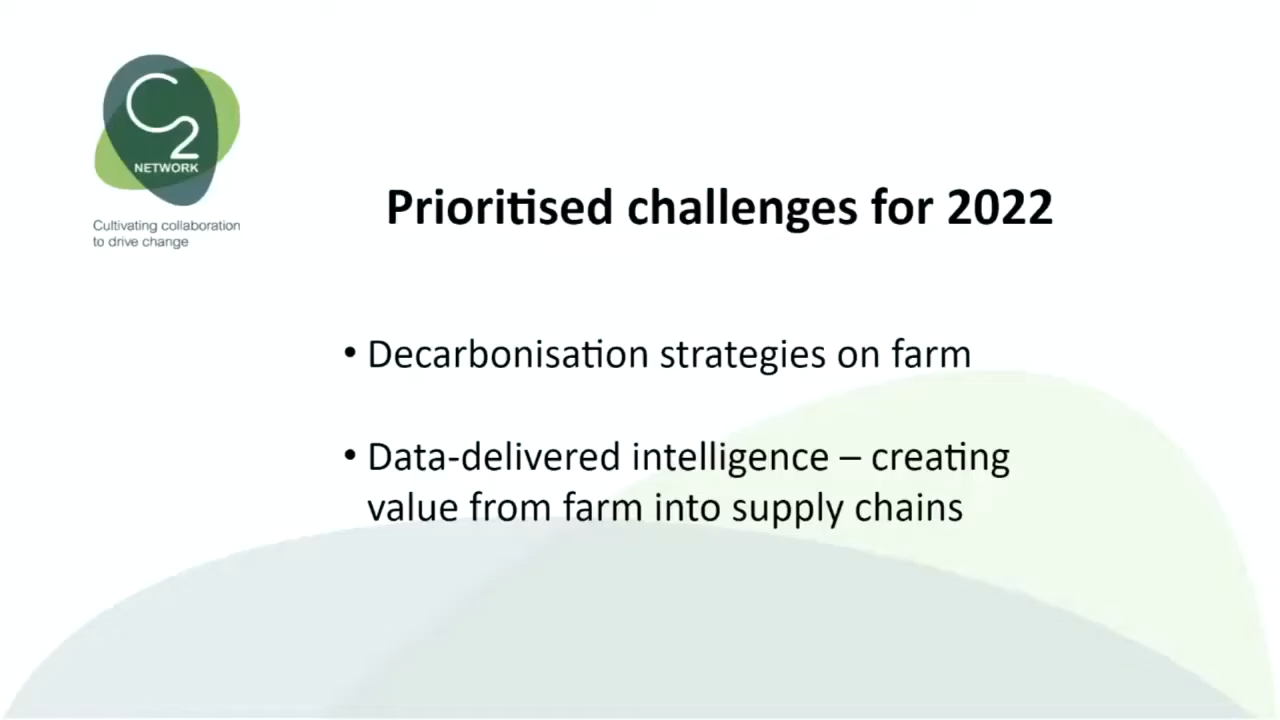 C2
NETWORK
Cultivating collaboration
to drive change
Prioritised challenges for 2022
• Decarbonisation strategies on farm
• Data-delivered intelligence – creating
value from farm into supply chains